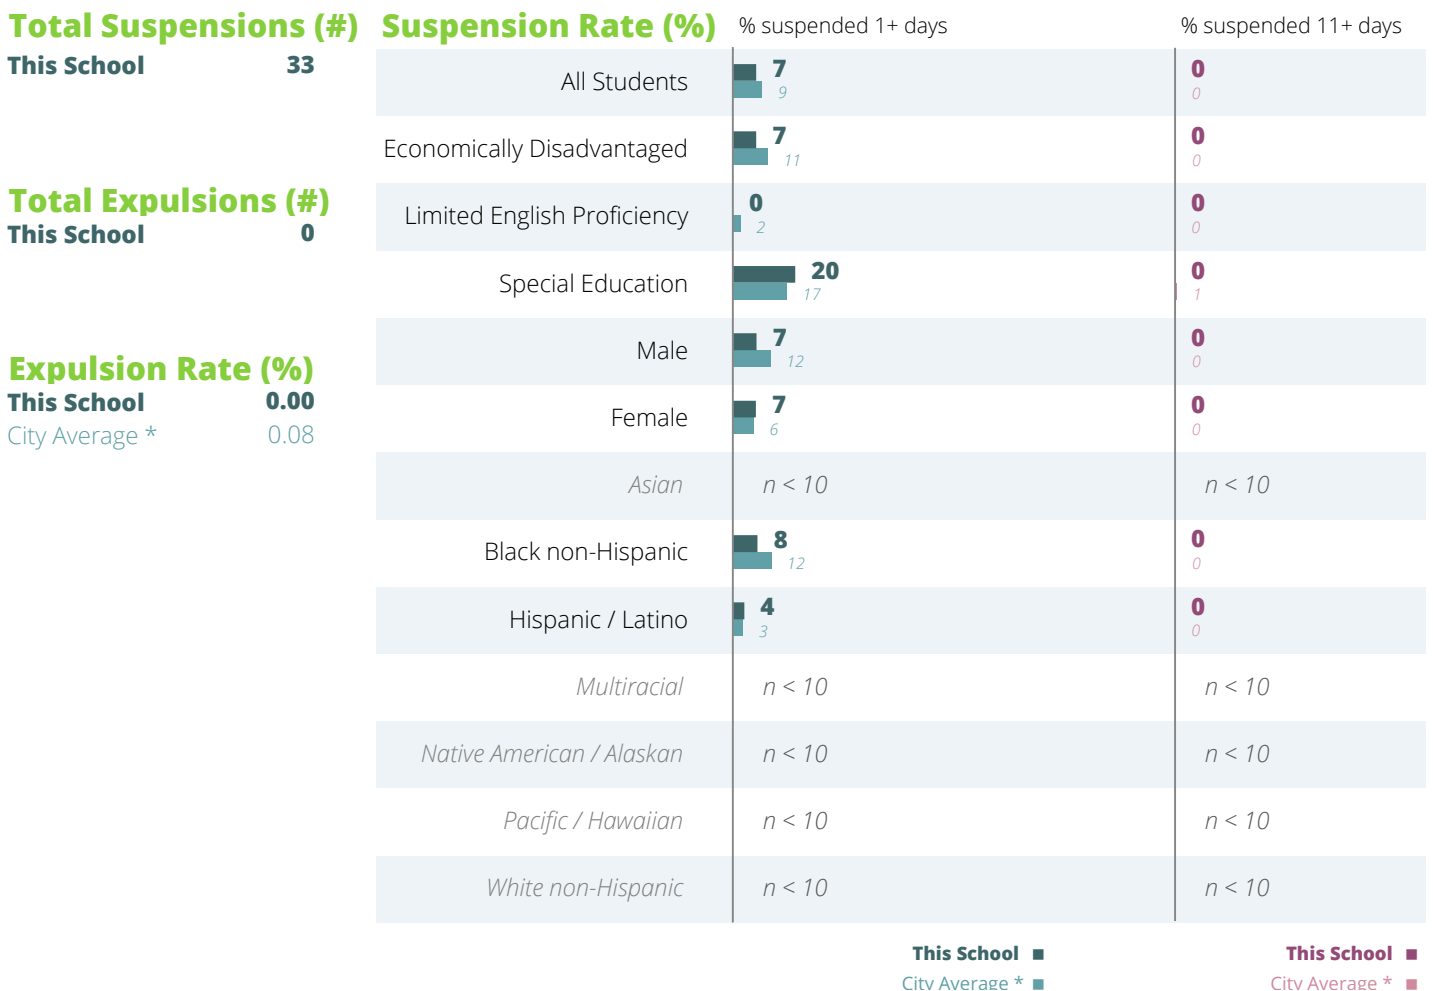 Total Suspensions (#)
This School 33
Total Expulsions (#)
This School 0
Expulsion Rate (%)
This School 0.00
City Average * 0.08
Suspension Rate (%) % suspended 1+ days % suspended 11+ days
All Students 7 0
9 0
Economically Disadvantaged 7 0
11 0
Limited English Proficiency 0 0
2 0
Special Education 20 0
17 1
Male 7 0
12 0
Female 7 0
6 0
Asian n < 10 n < 10
Black non-Hispanic 8 0
12 0
Hispanic / Latino 4 0
3 0
Multiracial n < 10 n < 10
Native American / Alaskan n < 10 n < 10
Pacific / Hawaiian n < 10 n < 10
White non-Hispanic n < 10 n < 10
This School This School
City Average * City Average *